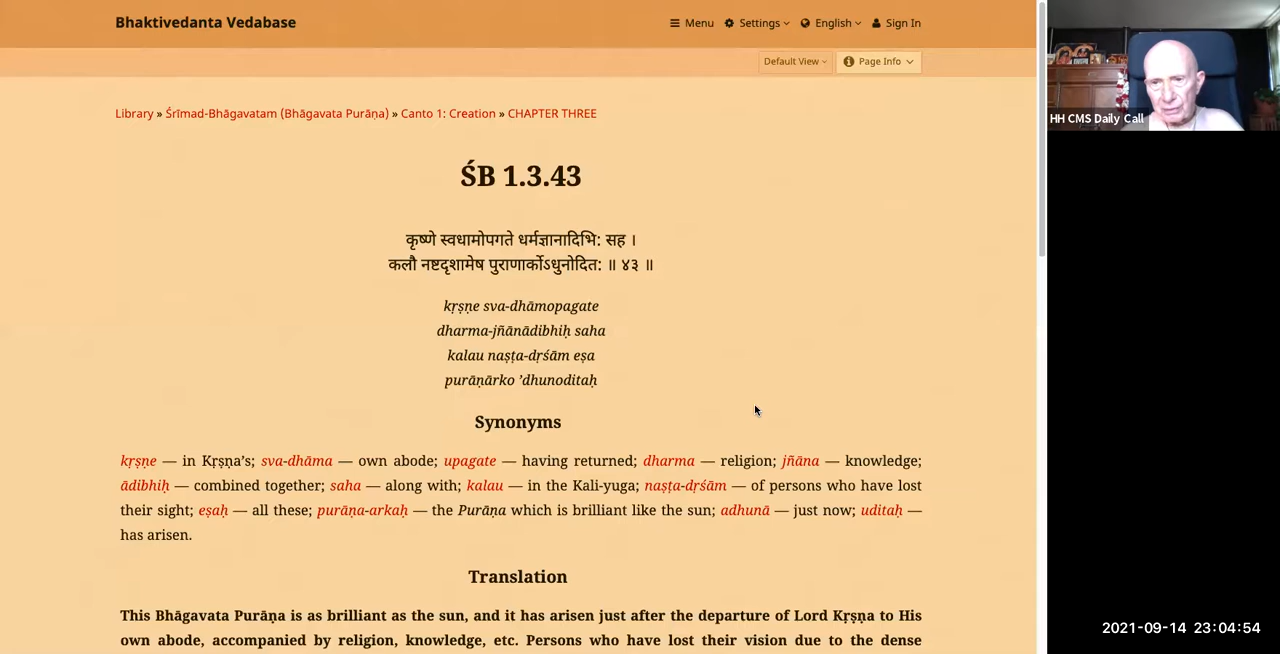 Bhaktivedanta Vedabase
Menu Settings English Sign In
Default View Page Info
Library » Śrīmad-Bhāgavatam (Bhāgavata Purāṇa) » Canto 1: Creation » CHAPTER THREE
ŚB 1.3.43
कृष्णे स्वधामोपगते धर्मज्ञानादिभि: सह ।
कलौ नष्टदृशामेष पुराणार्कोऽधुनोदित: ॥ ४३ ॥
kṛṣṇe sva-dhāmopagate
dharma-jñānādibhiḥ saha
kalau naṣṭa-dṛśām eṣa
purāṇārko ’dhunoditaḥ
Synonyms
kṛṣṇe — in Kṛṣṇa’s; sva-dhāma — own abode; upagate — having returned; dharma — religion; jñāna — knowledge;
ādibhiḥ — combined together; saha — along with; kalau — in the Kali-yuga; naṣṭa-dṛśām — of persons who have lost
their sight; eṣaḥ — all these; purāṇa-arkaḥ — the Purāṇa which is brilliant like the sun; adhunā — just now; uditaḥ —
has arisen.
Translation
This Bhāgavata Purāṇa is as brilliant as the sun, and it has arisen just after the departure of Lord Kṛṣṇa to His
own abode, accompanied by religion, knowledge, etc. Persons who have lost their vision due to the dense
HH CMS Daily Call
2021-09-14 23:04:54